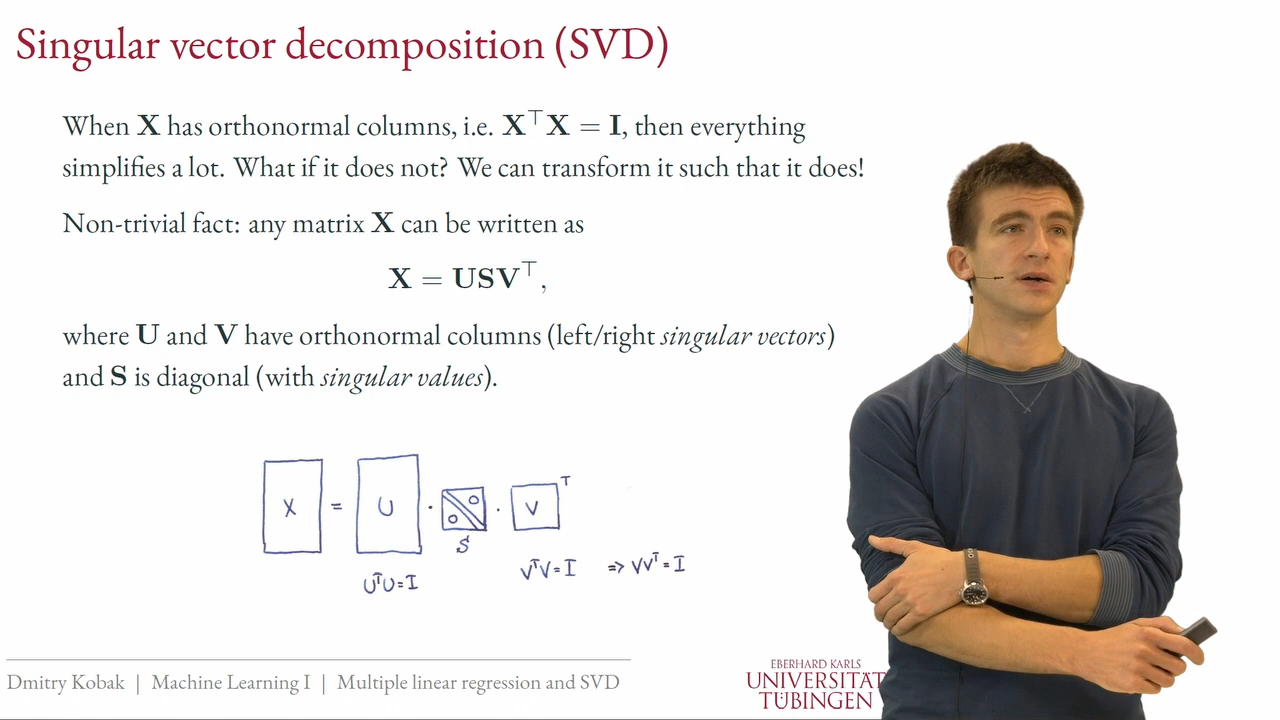 Singular vector decomposition (SVD)
When X has orthonormal columns, i.e. X⊤X = I, then everything
simplifies a lot. What if it does not? We can transform it such that it does!
Non-trivial fact: any matrix X can be written as
X = USV⊤,
where U and V have orthonormal columns (left/right singular vectors)
and S is diagonal (with singular values).
X = U · 0 0 · V T
S
UᵀU = I VᵀV = I => VVᵀ = I
Dmitry Kobak | Machine Learning I | Multiple linear regression and SVD
EBERHARD KARLS
UNIVERSITÄT
TÜBINGEN